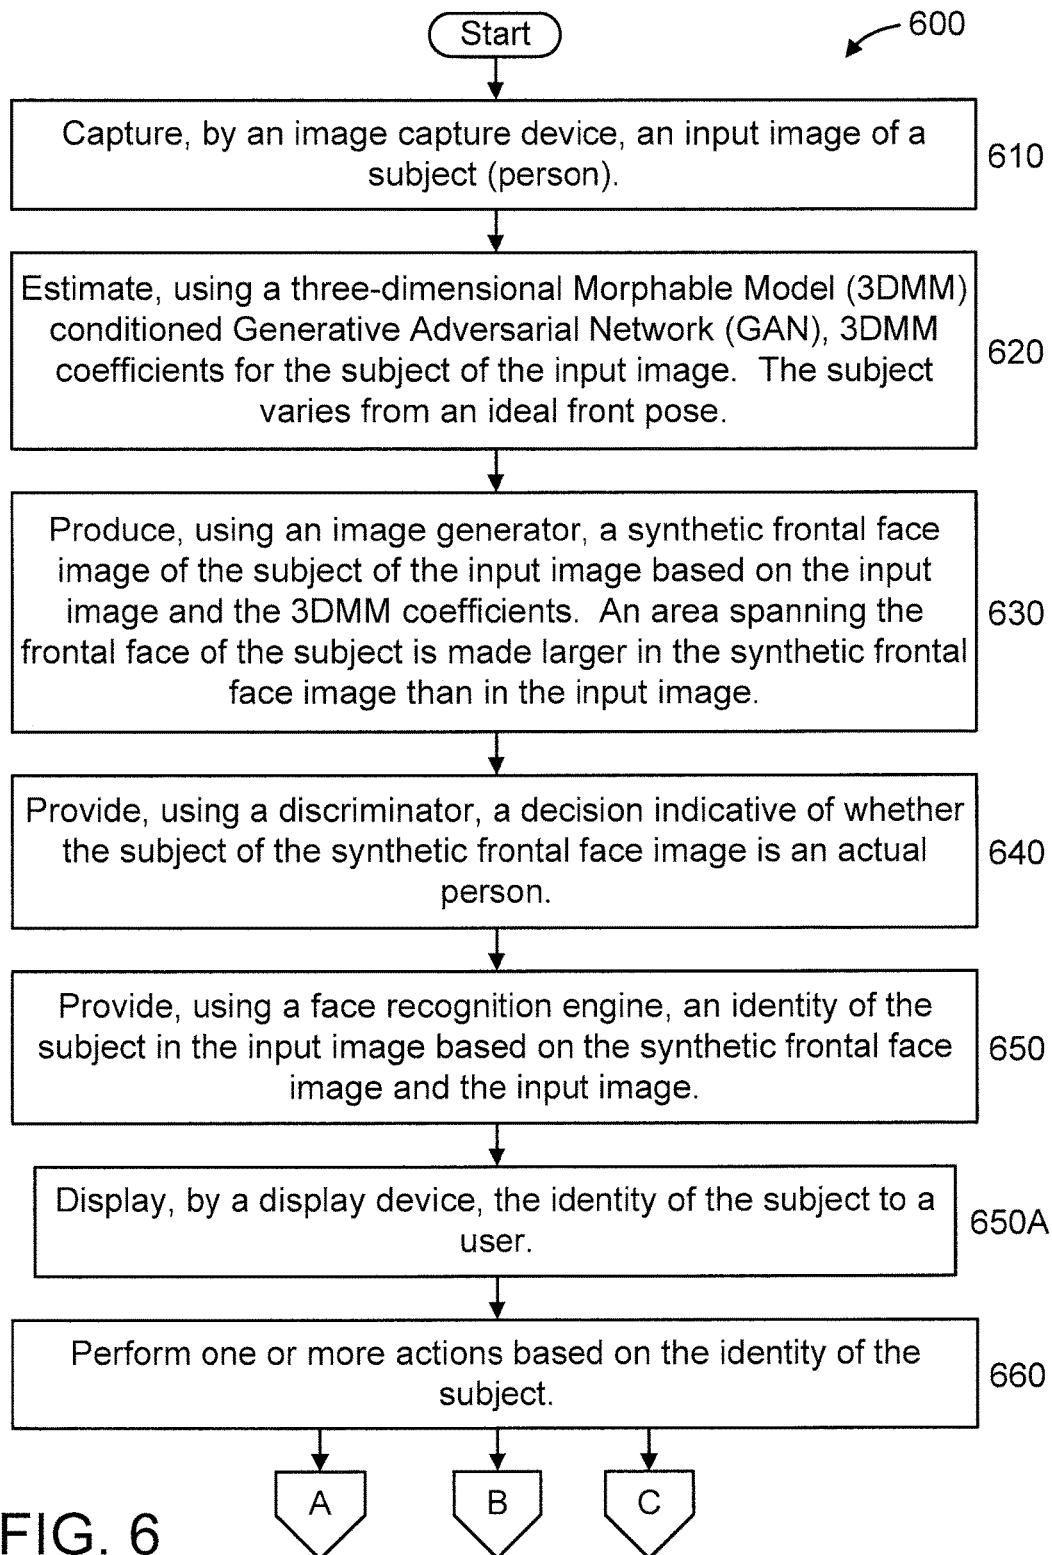 Start
600
Capture, by an image capture device, an input image of a
subject (person).
610
Estimate, using a three-dimensional Morphable Model (3DMM)
conditioned Generative Adversarial Network (GAN), 3DMM
coefficients for the subject of the input image. The subject
varies from an ideal front pose.
620
Produce, using an image generator, a synthetic frontal face
image of the subject of the input image based on the input
image and the 3DMM coefficients. An area spanning the
frontal face of the subject is made larger in the synthetic frontal
face image than in the input image.
630
Provide, using a discriminator, a decision indicative of whether
the subject of the synthetic frontal face image is an actual
person.
640
Provide, using a face recognition engine, an identity of the
subject in the input image based on the synthetic frontal face
image and the input image.
650
Display, by a display device, the identity of the subject to a
user.
650A
Perform one or more actions based on the identity of the
subject.
660
A
B
C
FIG. 6